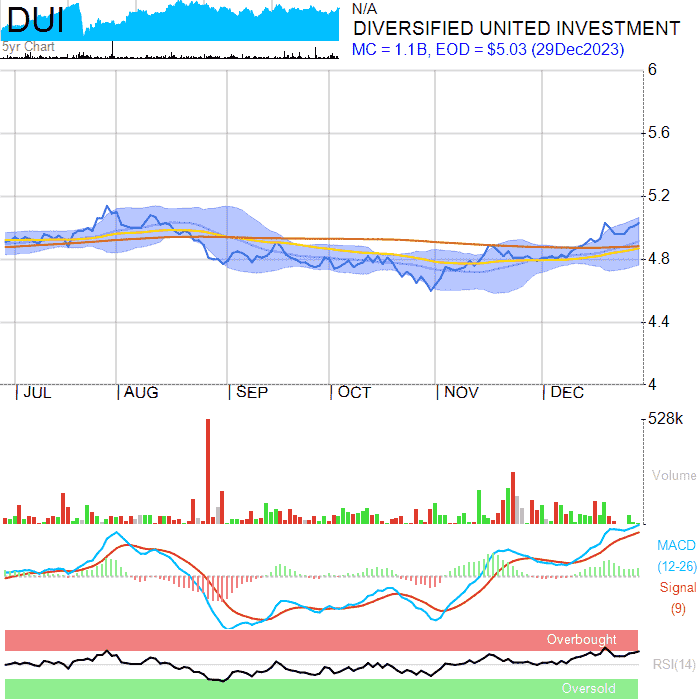 DUI
5yr Chart
N/A
DIVERSIFIED UNITED INVESTMENT
MC = 1.1B, EOD = $5.03 (29Dec2023)
6
5.6
5.2
4.8
4.4
4
JUL AUG SEP OCT NOV DEC
528k
Volume
MACD
(12-26)
Signal
(9)
Overbought
RSI(14)
Oversold